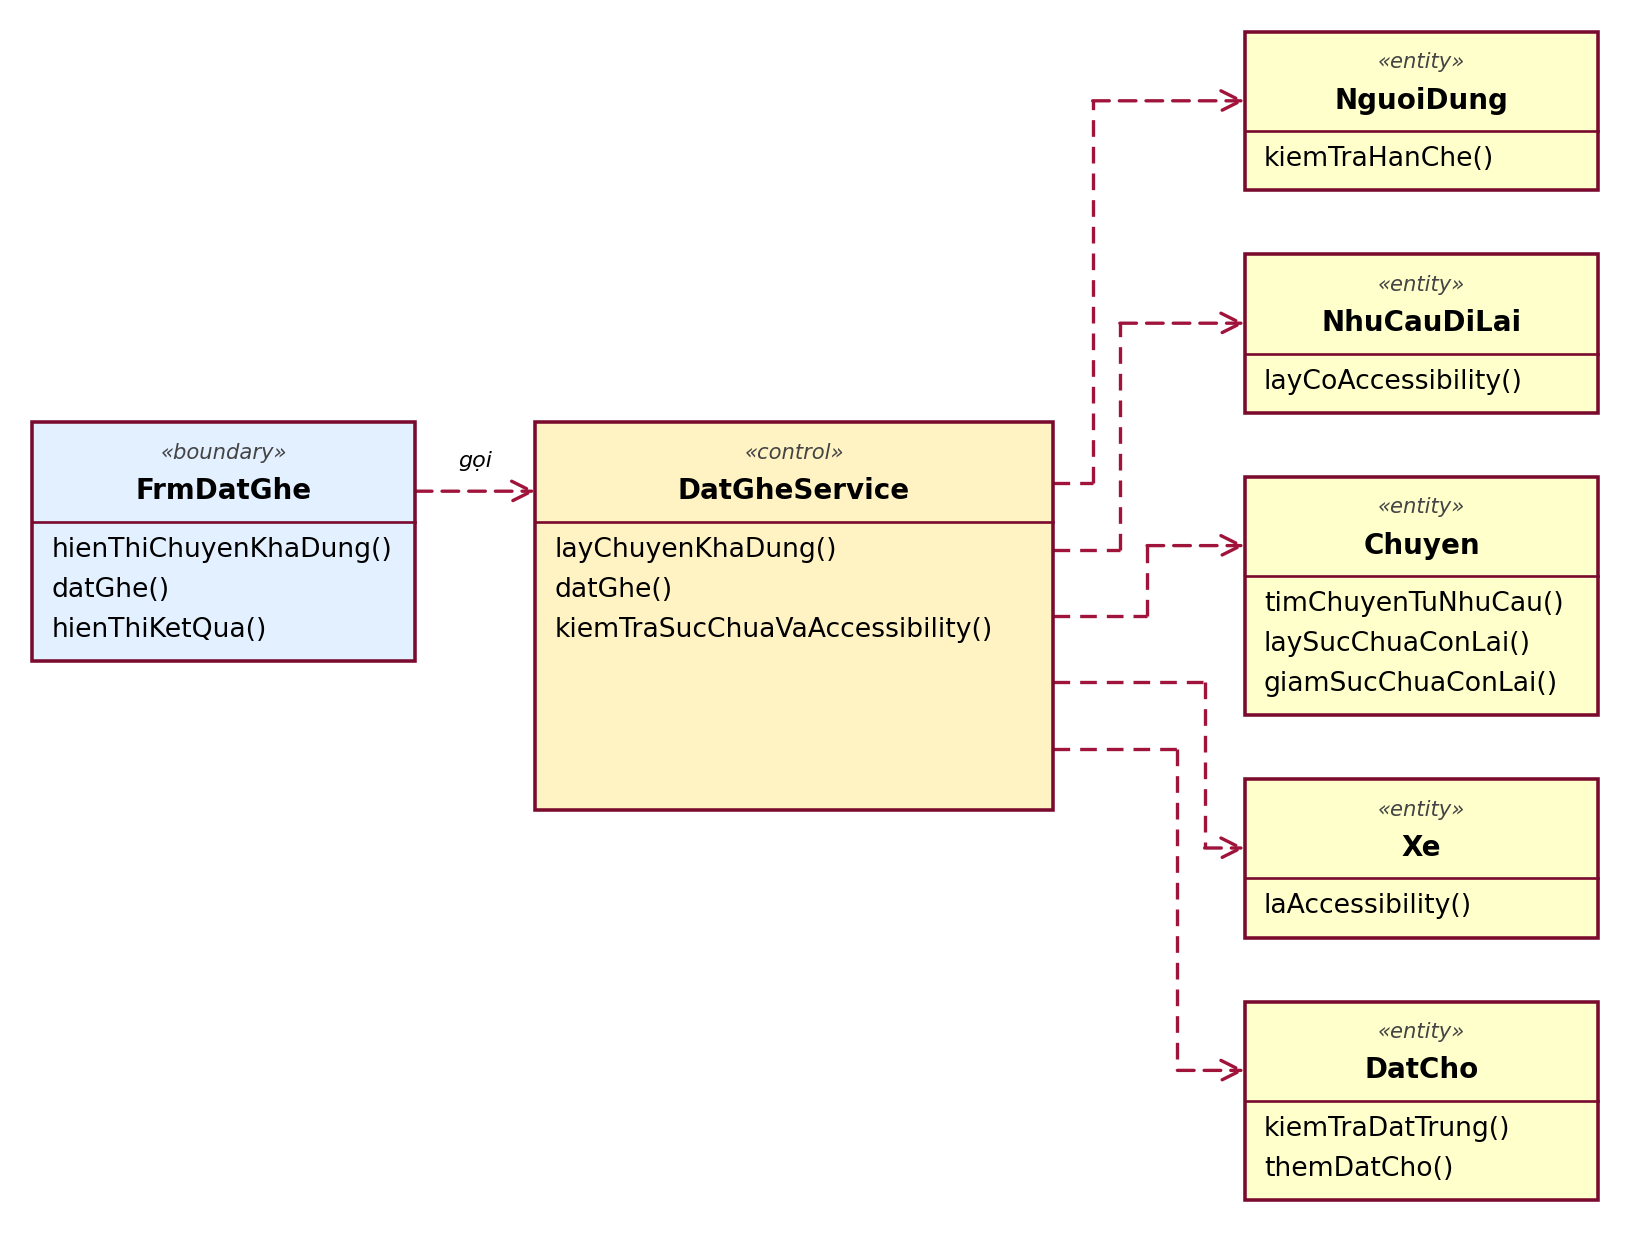 «boundary»
FrmDatGhe
hienThiChuyenKhaDung()
datGhe()
hienThiKetQua()
gọi
«control»
DatGheService
layChuyenKhaDung()
datGhe()
kiemTraSucChuaVaAccessibility()
«entity»
NguoiDung
kiemTraHanChe()
«entity»
NhuCauDiLai
layCoAccessibility()
«entity»
Chuyen
timChuyenTuNhuCau()
laySucChuaConLai()
giamSucChuaConLai()
«entity»
Xe
laAccessibility()
«entity»
DatCho
kiemTraDatTrung()
themDatCho()